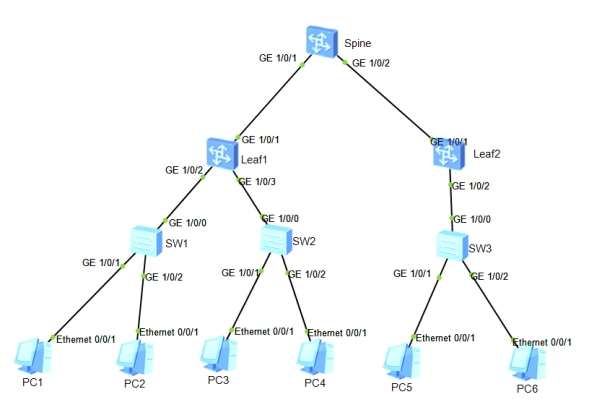 Spine
GE 1/0/1
GE 1/0/2
GE 1/0/1
GE 1/0/1
Leaf1
Leaf2
GE 1/0/2
GE 1/0/3
GE 1/0/2
GE 1/0/0
GE 1/0/0
GE 1/0/0
SW1
SW2
SW3
GE 1/0/1
GE 1/0/2
GE 1/0/1
GE 1/0/2
GE 1/0/1
GE 1/0/2
Ethernet 0/0/1
Ethernet 0/0/1
Ethernet 0/0/1
Ethernet 0/0/1
Ethernet 0/0/1
Ethernet 0/0/1
PC1
PC2
PC3
PC4
PC5
PC6